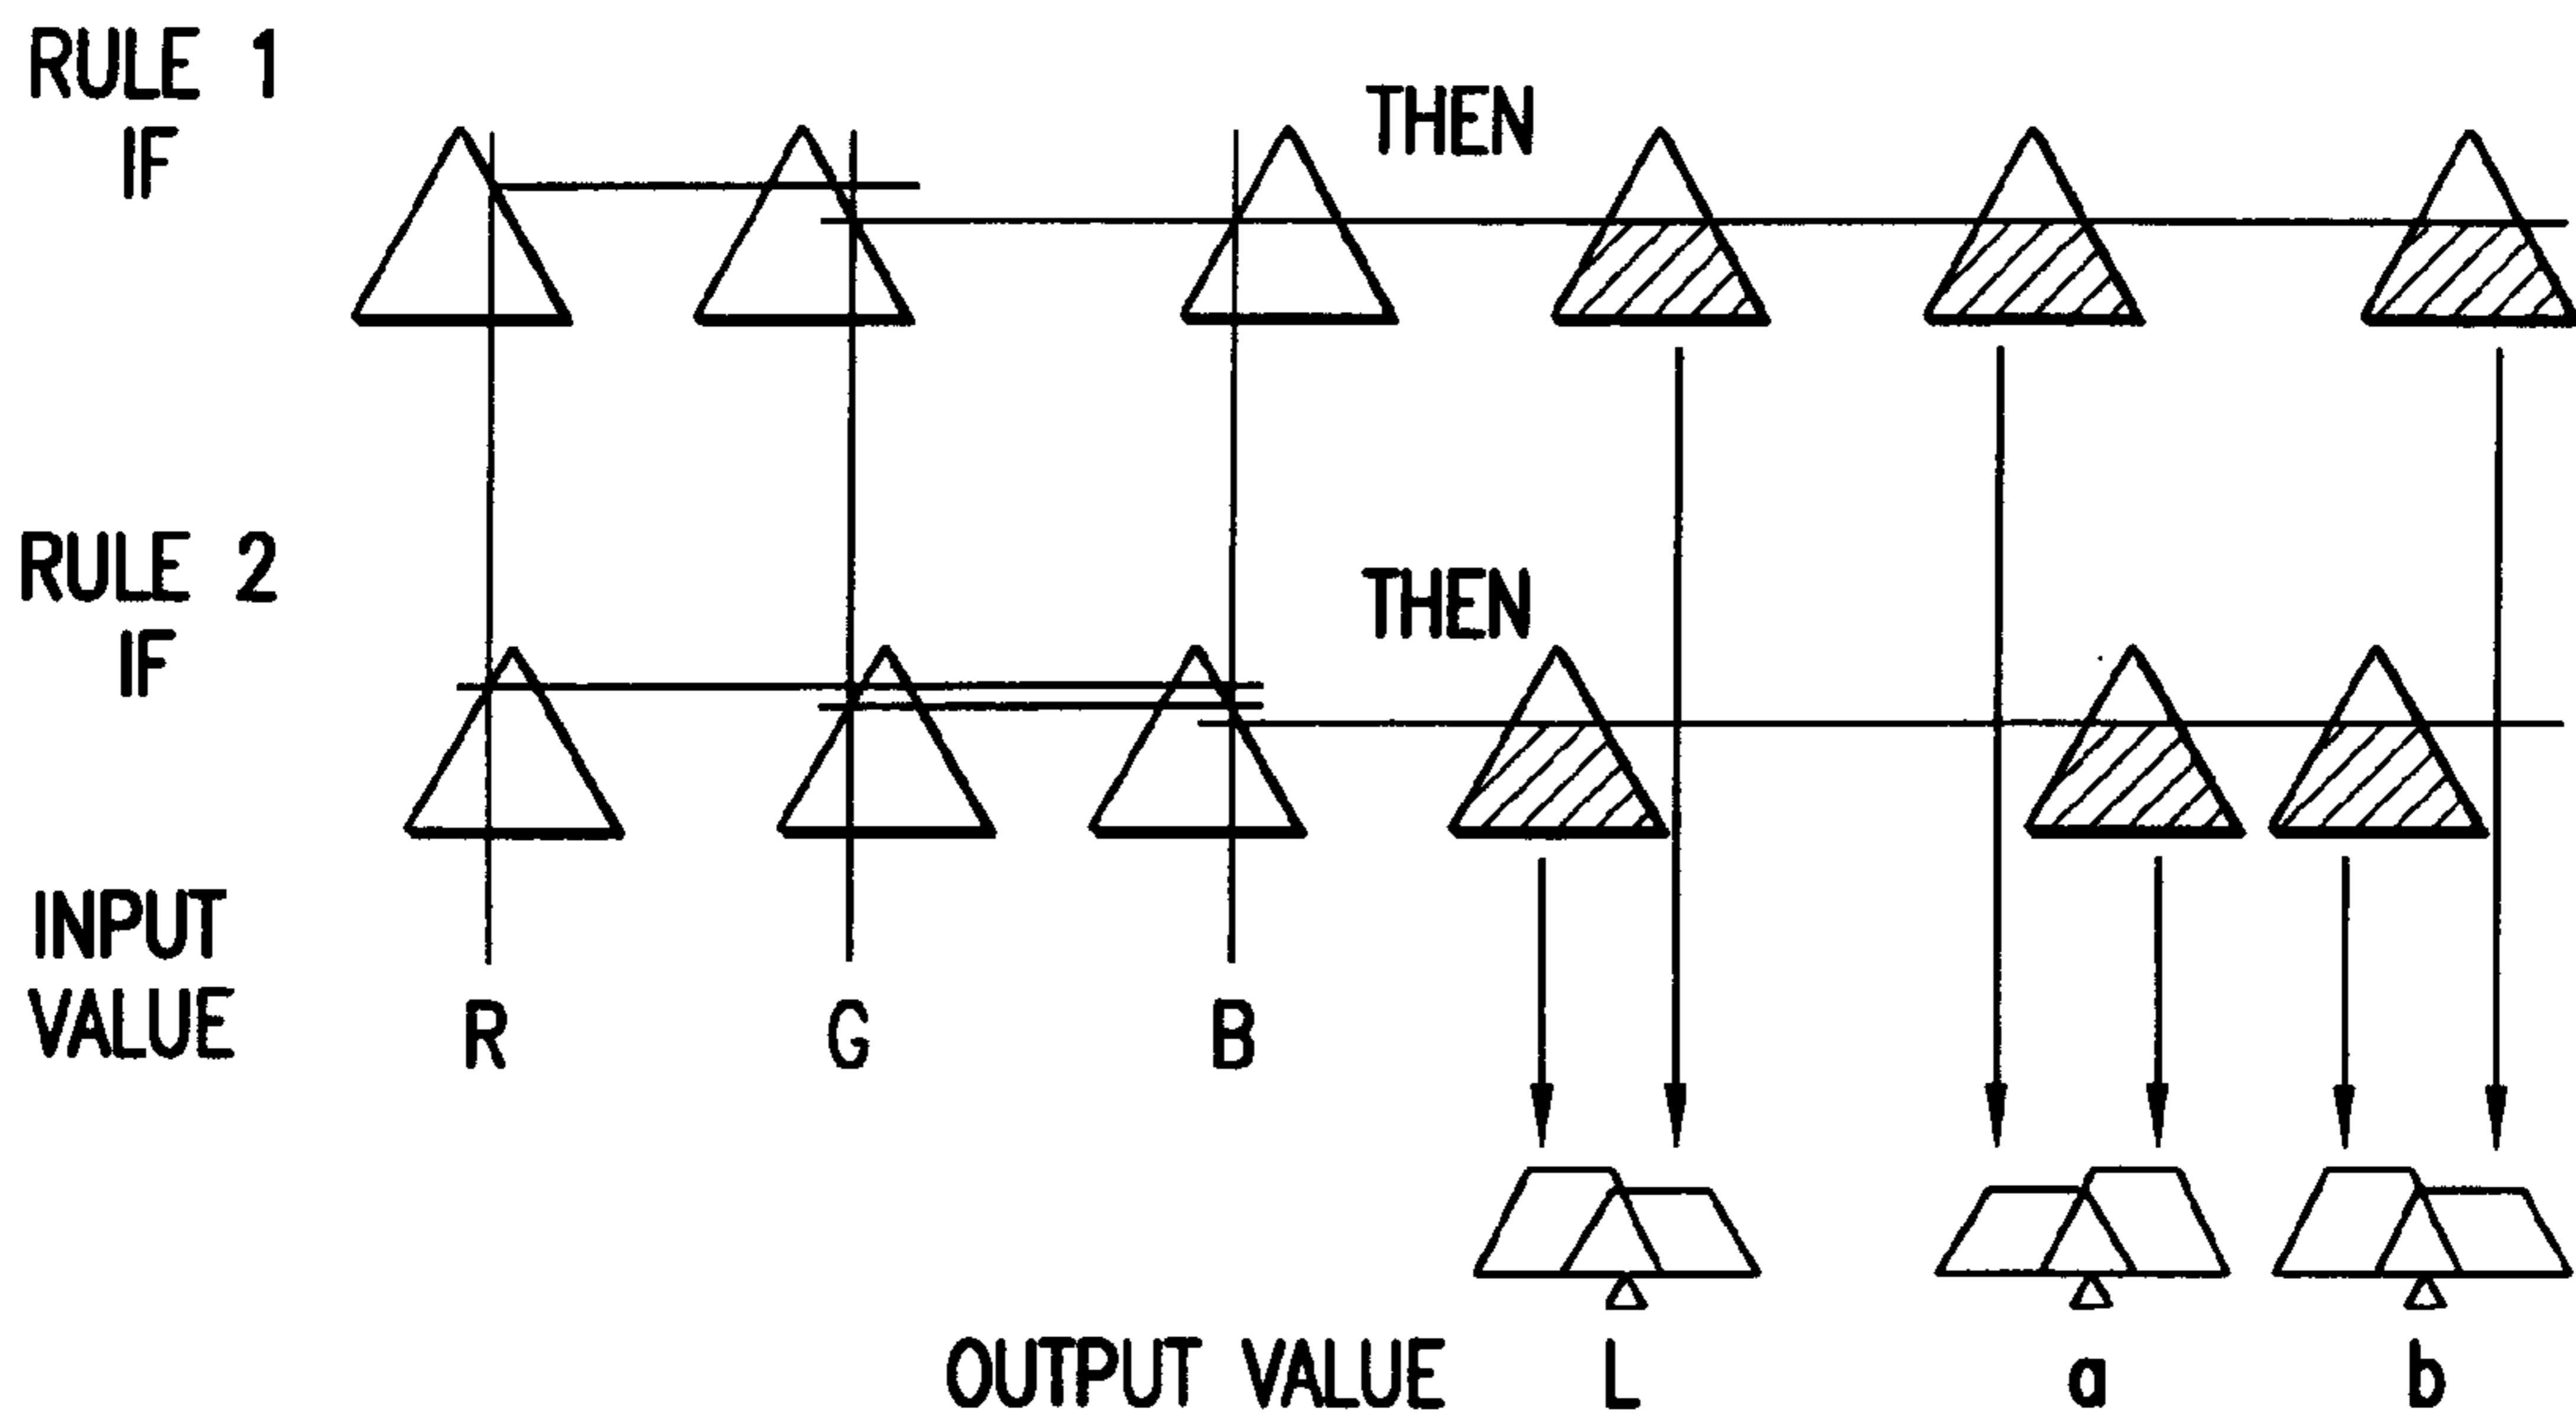 RULE 1
IF
THEN
RULE 2
IF
THEN
INPUT
VALUE
R G B
OUTPUT VALUE L a b